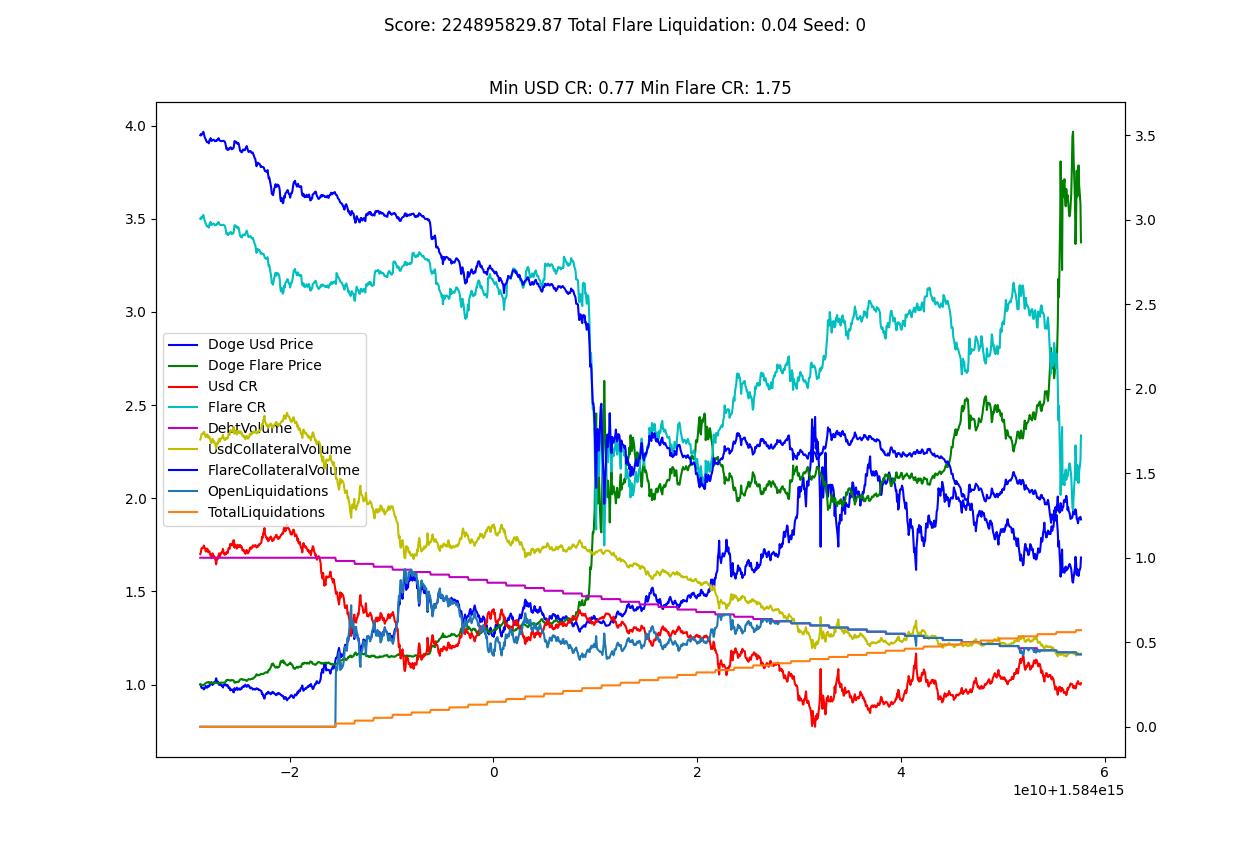 Score: 224895829.87 Total Flare Liquidation: 0.04 Seed: 0
Min USD CR: 0.77 Min Flare CR: 1.75
4.0
3.5
3.0
2.5
2.0
1.5
1.0
Doge Usd Price
Doge Flare Price
Usd CR
Flare CR
DebtVolume
UsdCollateralVolume
FlareCollateralVolume
OpenLiquidations
TotalLiquidations
3.5
3.0
2.5
2.0
1.5
1.0
0.5
0.0
−2 0 2 4 6
1e10+1.584e15